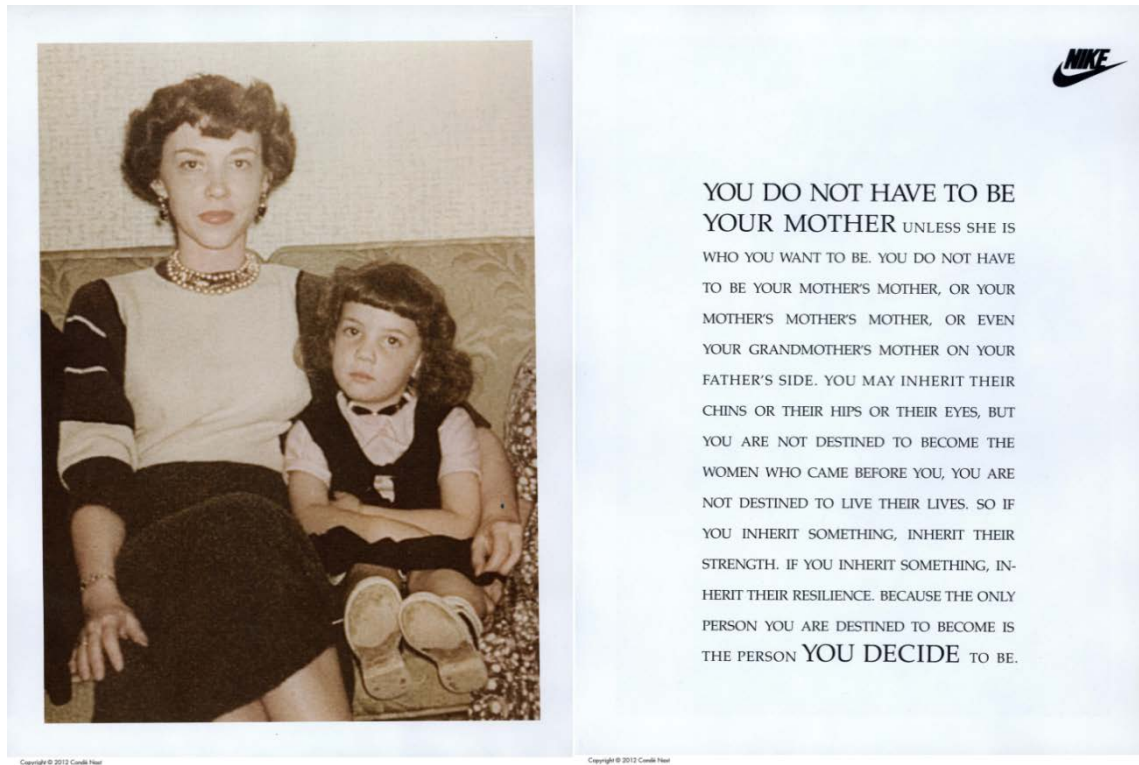 NIKE
YOU DO NOT HAVE TO BE
YOUR MOTHER UNLESS SHE IS
WHO YOU WANT TO BE. YOU DO NOT HAVE
TO BE YOUR MOTHER'S MOTHER, OR YOUR
MOTHER'S MOTHER'S MOTHER, OR EVEN
YOUR GRANDMOTHER'S MOTHER ON YOUR
FATHER'S SIDE. YOU MAY INHERIT THEIR
CHINS OR THEIR HIPS OR THEIR EYES, BUT
YOU ARE NOT DESTINED TO BECOME THE
WOMEN WHO CAME BEFORE YOU, YOU ARE
NOT DESTINED TO LIVE THEIR LIVES. SO IF
YOU INHERIT SOMETHING, INHERIT THEIR
STRENGTH. IF YOU INHERIT SOMETHING, IN-
HERIT THEIR RESILIENCE. BECAUSE THE ONLY
PERSON YOU ARE DESTINED TO BECOME IS
THE PERSON YOU DECIDE TO BE.
Copyright © 2012 Condé Nast
Copyright © 2012 Condé Nast